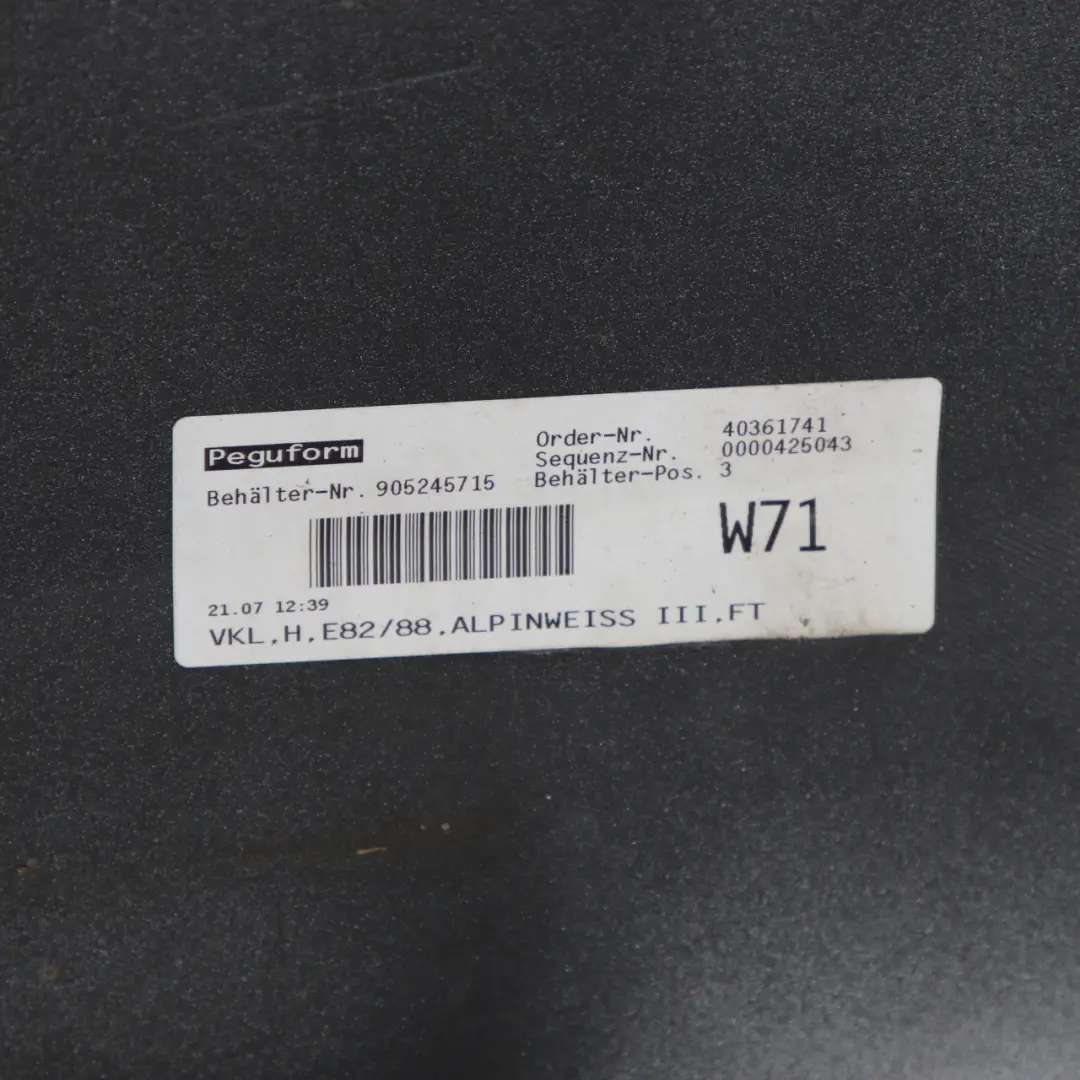 Peguform
Behälter-Nr. 905245715
Order-Nr. 40361741
Sequenz-Nr. 0000425043
Behälter-Pos. 3
W71
21.07 12:39
VKL,H,E82/88,ALPINWEISS III,FT